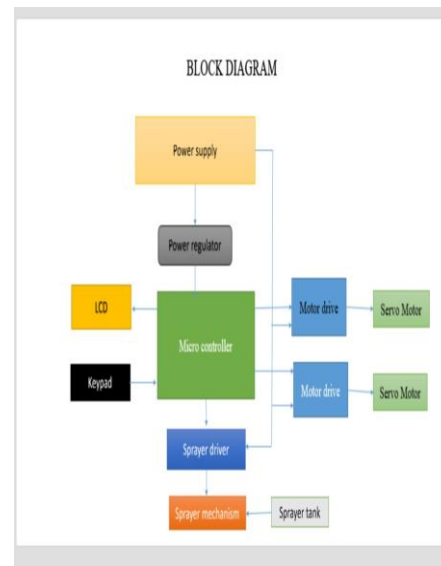 BLOCK DIAGRAM
Power supply
Power regulator
LCD
Micro controller
Motor drive
Servo Motor
Keypad
Motor drive
Servo Motor
Sprayer driver
Sprayer mechanism
Sprayer tank